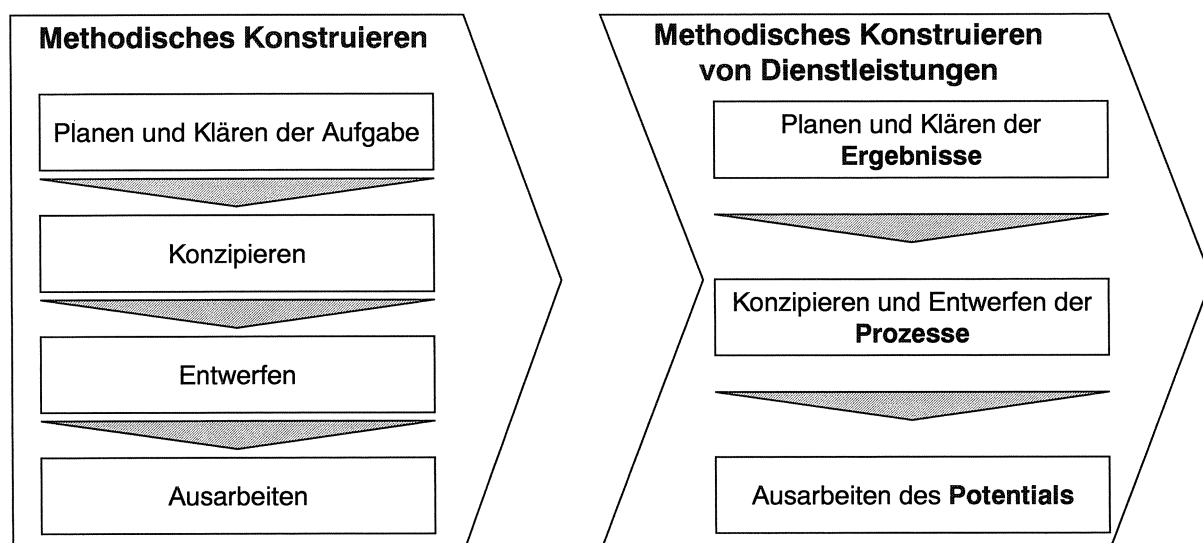 Methodisches Konstruieren
Planen und Klären der Aufgabe
Konzipieren
Entwerfen
Ausarbeiten
Methodisches Konstruieren
von Dienstleistungen
Planen und Klären der
Ergebnisse
Konzipieren und Entwerfen der
Prozesse
Ausarbeiten des Potentials